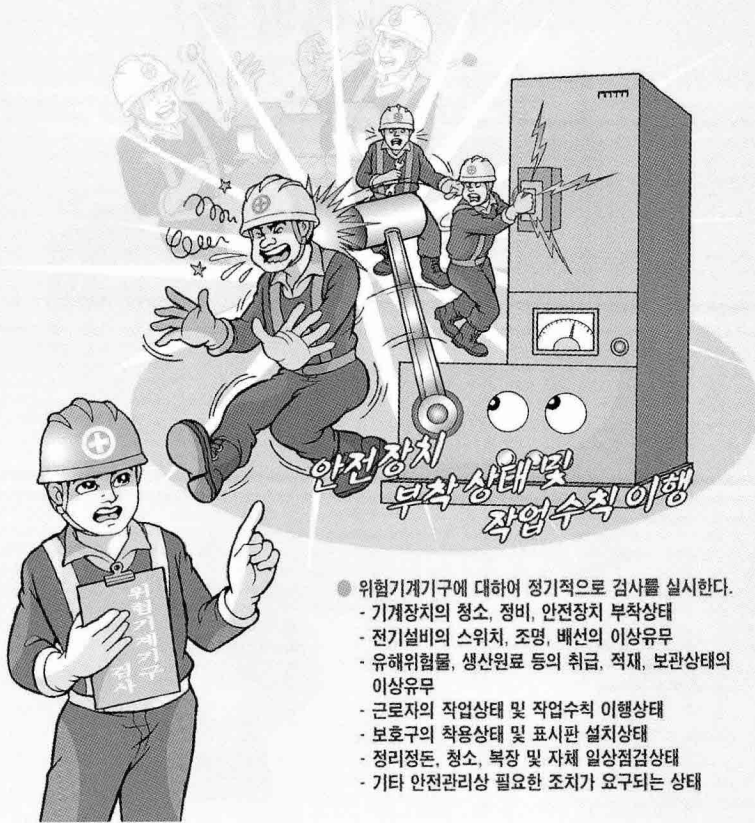 안전장치
부착상태 및
작업수칙 이행
위험기계기구
검사
● 위험기계기구에 대하여 정기적으로 검사를 실시한다.
- 기계장치의 청소, 정비, 안전장치 부착상태
- 전기설비의 스위치, 조명, 배선의 이상유무
- 유해위험물, 생산원료 등의 취급, 적재, 보관상태의
이상유무
- 근로자의 작업상태 및 작업수칙 이행상태
- 보호구의 착용상태 및 표시판 설치상태
- 정리정돈, 청소, 복장 및 자체 일상점검상태
- 기타 안전관리상 필요한 조치가 요구되는 상태